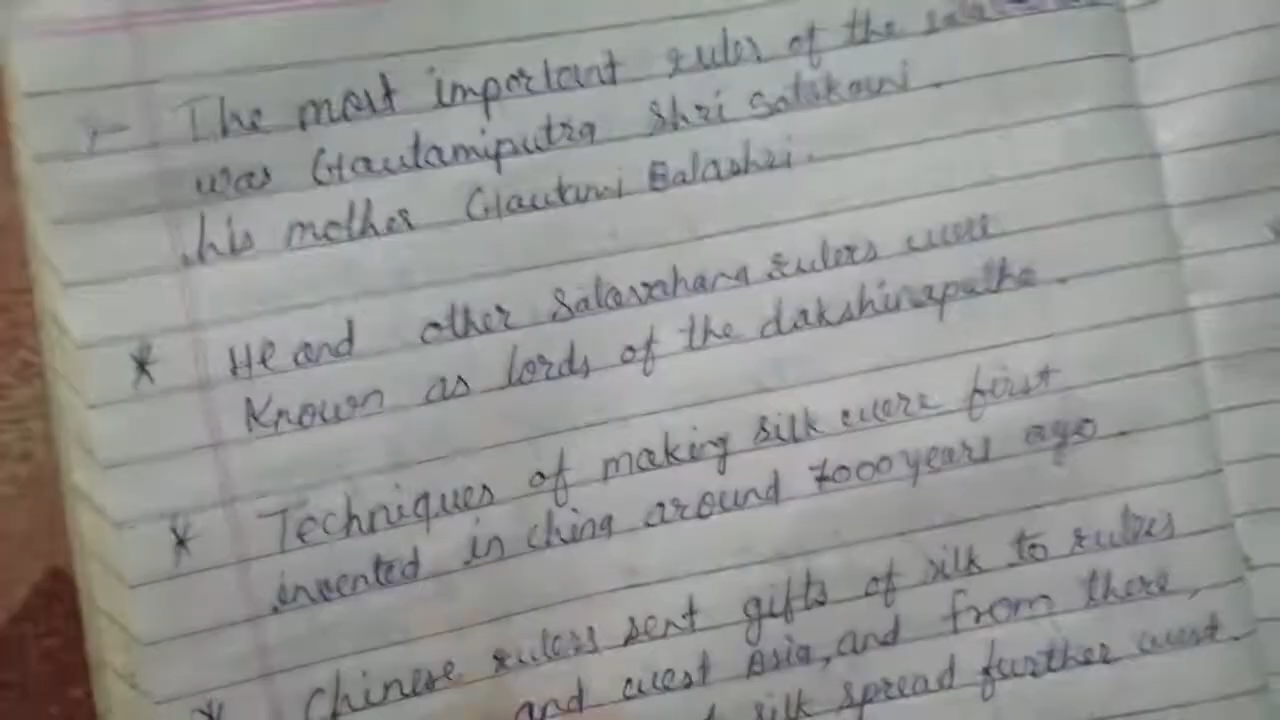 The most important ruler of the
was Gautamiputra Shri Satakarni.
his mother Gautami Balashri.
* He and other Satavahana rulers were
Known as lords of the dakshinapatha.
* Techniques of making silk were first
invented in china around 7000 years ago.
* Chinese rulers sent gifts of silk to rulers
and west Asia, and from there,
silk spread further west.